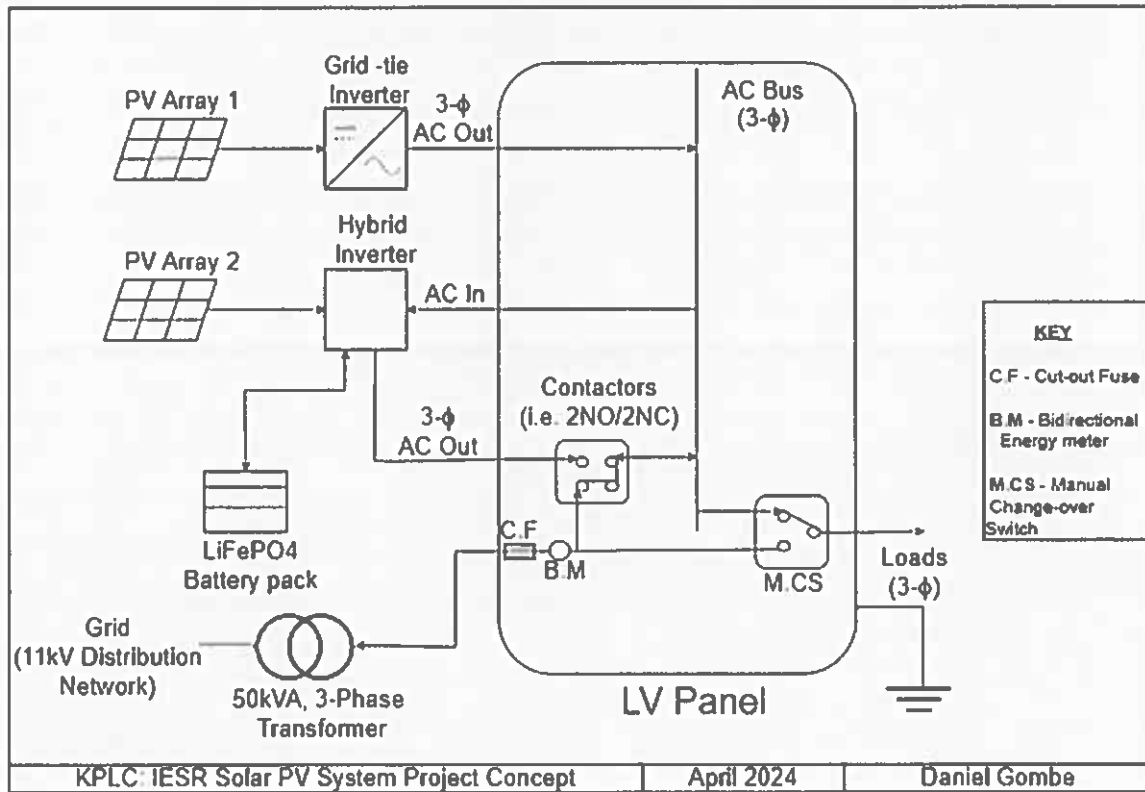 Grid -tie
Inverter
PV Array 1
3-ϕ
AC Out
AC Bus
(3-ϕ)
Hybrid
Inverter
PV Array 2
AC In
KEY
C.F - Cut-out Fuse
B.M - Bidirectional
Energy meter
M.CS - Manual
Change-over
Switch
Contactors
(i.e. 2NO/2NC)
3-ϕ
AC Out
LiFePO4
Battery pack
C.F
B.M
M.CS
Loads
(3-ϕ)
Grid
(11kV Distribution
Network)
50kVA, 3-Phase
Transformer
LV Panel
KPLC: IESR Solar PV System Project Concept
April 2024
Daniel Gombe